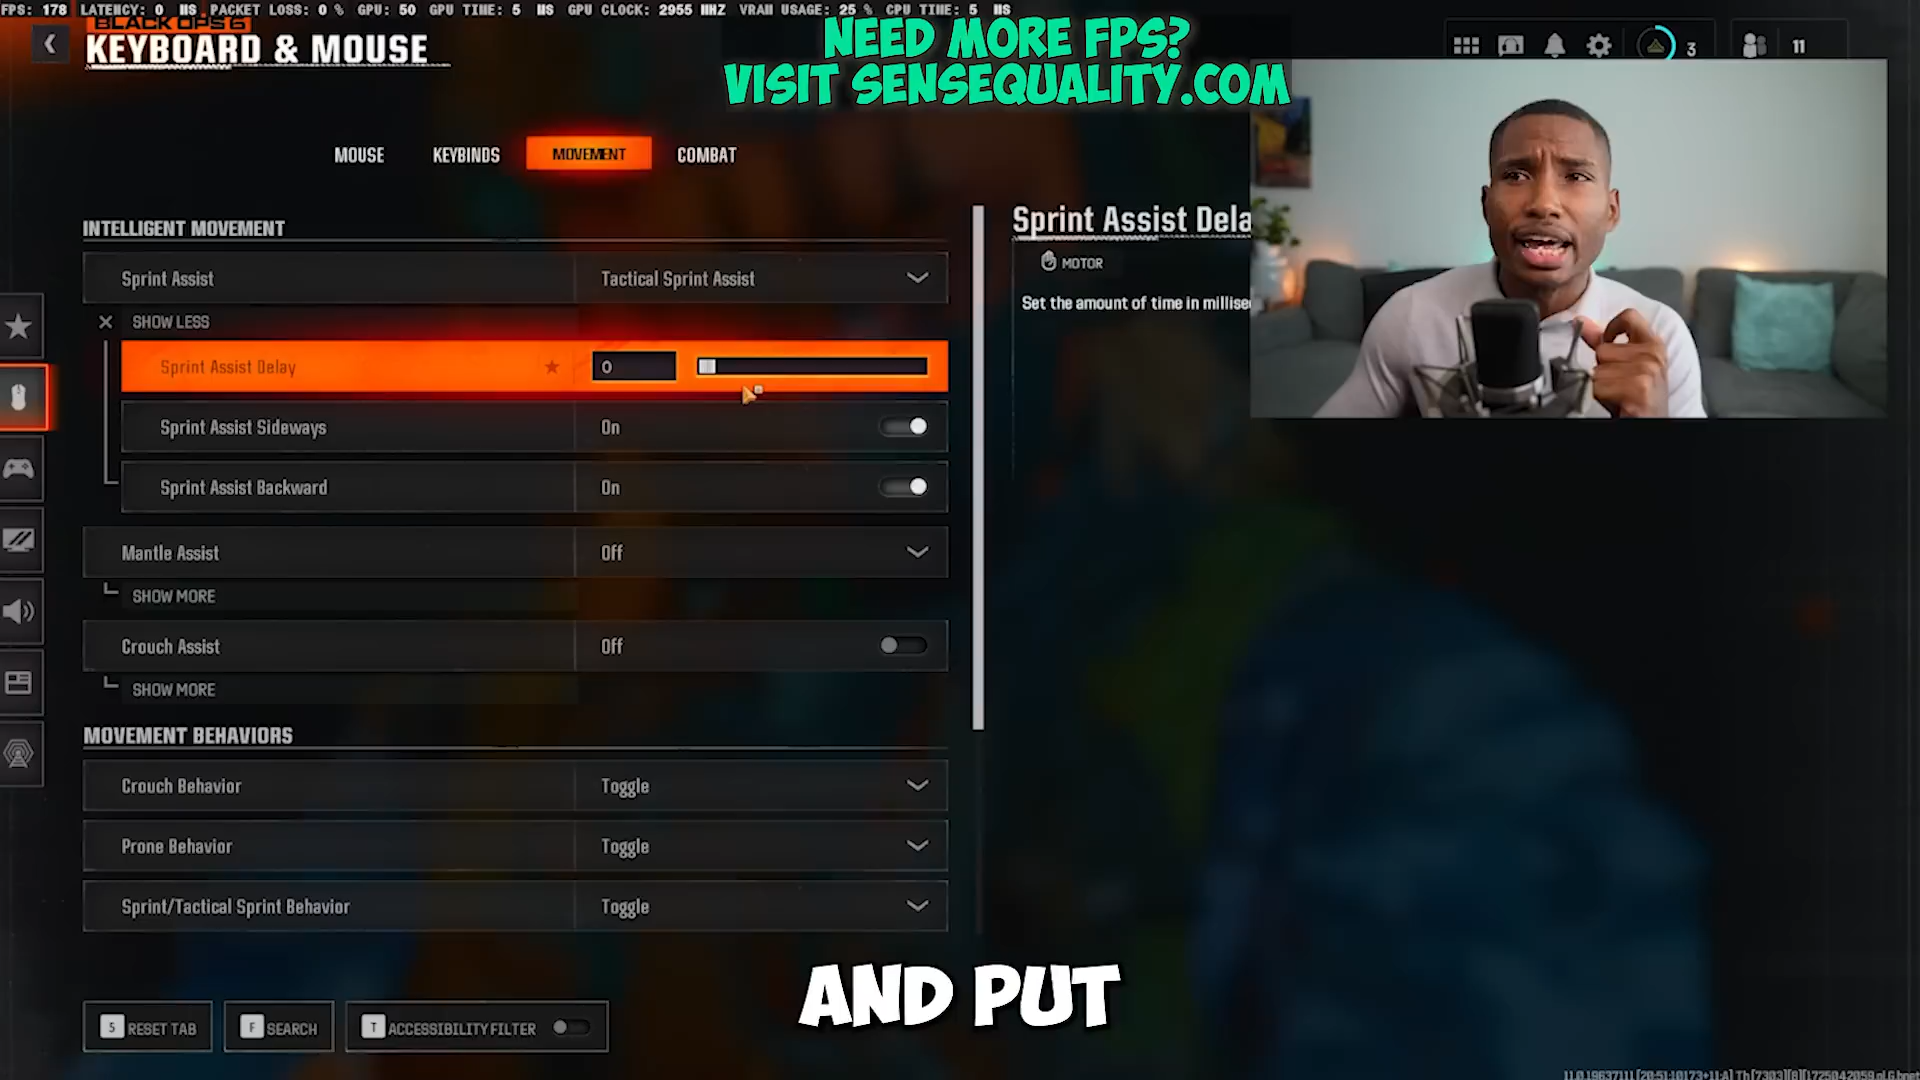 FPS: 178 LATENCY: 0 MS PACKET LOSS: 0 % GPU: 50 GPU TIME: 5 MS GPU CLOCK: 2955 MHZ VRAM USAGE: 25 % CPU TIME: 5 MS
BLACK OPS 6
KEYBOARD & MOUSE
NEED MORE FPS?
VISIT SENSEQUALITY.COM
3
11
MOUSE
KEYBINDS
MOVEMENT
COMBAT
INTELLIGENT MOVEMENT
Sprint Assist
Tactical Sprint Assist
SHOW LESS
Sprint Assist Delay
0
Sprint Assist Sideways
On
Sprint Assist Backward
On
Mantle Assist
Off
SHOW MORE
Crouch Assist
Off
SHOW MORE
MOVEMENT BEHAVIORS
Crouch Behavior
Toggle
Prone Behavior
Toggle
Sprint/Tactical Sprint Behavior
Toggle
Sprint Assist Dela
MOTOR
Set the amount of time in millise
AND PUT
S RESET TAB
F SEARCH
T ACCESSIBILITY FILTER